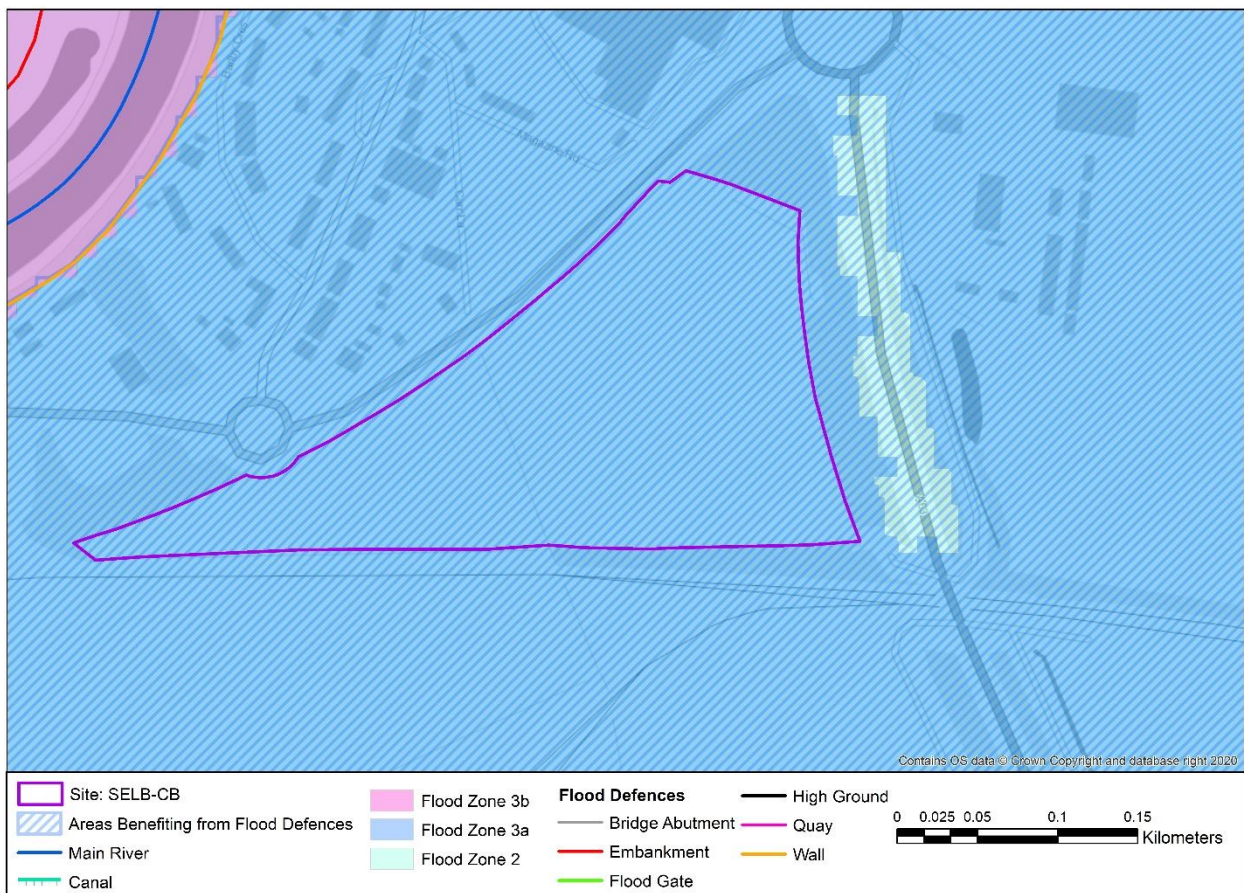 Magazine Rd
Contains OS data © Crown Copyright and database right 2020
Site: SELB-CB
Areas Benefiting from Flood Defences
Main River
Canal
Flood Zone 3b
Flood Zone 3a
Flood Zone 2
Flood Defences
Bridge Abutment
Embankment
Flood Gate
High Ground
Quay
Wall
0 0.025 0.05 0.1 0.15
Kilometers